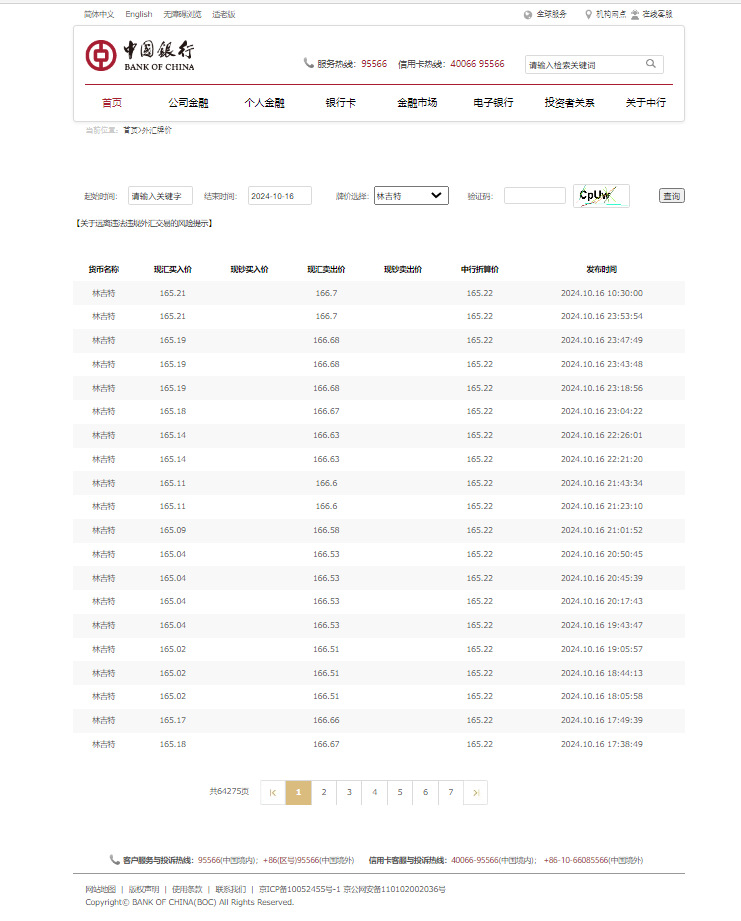 简体中文 English 无障碍浏览 适老版 全球服务 机构网点 在线客服
中国银行
BANK OF CHINA
服务热线：95566 信用卡热线：40066 95566 请输入检索关键词
首页 公司金融 个人金融 银行卡 金融市场 电子银行 投资者关系 关于中行
当前位置： 首页>外汇牌价
起始时间： 请输入关键字 结束时间： 2024-10-16 牌价选择： 林吉特 验证码： CpUw 查询
【关于远离违法违规外汇交易的风险提示】
货币名称 现汇买入价 现钞买入价 现汇卖出价 现钞卖出价 中行折算价 发布时间
林吉特 165.21 166.7 165.22 2024.10.16 10:30:00
林吉特 165.21 166.7 165.22 2024.10.16 23:53:54
林吉特 165.19 166.68 165.22 2024.10.16 23:47:49
林吉特 165.19 166.68 165.22 2024.10.16 23:43:48
林吉特 165.19 166.68 165.22 2024.10.16 23:18:56
林吉特 165.18 166.67 165.22 2024.10.16 23:04:22
林吉特 165.14 166.63 165.22 2024.10.16 22:26:01
林吉特 165.14 166.63 165.22 2024.10.16 22:21:20
林吉特 165.11 166.6 165.22 2024.10.16 21:43:34
林吉特 165.11 166.6 165.22 2024.10.16 21:23:10
林吉特 165.09 166.58 165.22 2024.10.16 21:01:52
林吉特 165.04 166.53 165.22 2024.10.16 20:50:45
林吉特 165.04 166.53 165.22 2024.10.16 20:45:39
林吉特 165.04 166.53 165.22 2024.10.16 20:17:43
林吉特 165.04 166.53 165.22 2024.10.16 19:43:47
林吉特 165.02 166.51 165.22 2024.10.16 19:05:57
林吉特 165.02 166.51 165.22 2024.10.16 18:44:13
林吉特 165.02 166.51 165.22 2024.10.16 18:05:58
林吉特 165.17 166.66 165.22 2024.10.16 17:49:39
林吉特 165.18 166.67 165.22 2024.10.16 17:38:49
共64275页 1 2 3 4 5 6 7
客户服务与投诉热线：95566(中国境内)；+86(区号)95566(中国境外) 信用卡客服与投诉热线：40066-95566(中国境内)； +86-10-66085566(中国境外)
网站地图 | 版权声明 | 使用条款 | 联系我们 | 京ICP备10052455号-1 京公网安备110102002036号
Copyright© BANK OF CHINA(BOC) All Rights Reserved.